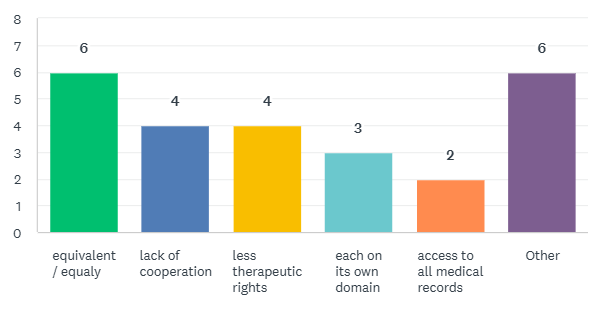 8
7
6
5
4
3
2
1
0
6
4
4
3
2
6
equivalent
/ equaly
lack of
cooperation
less
therapeutic
rights
each on
its own
domain
access to
all medical
records
Other